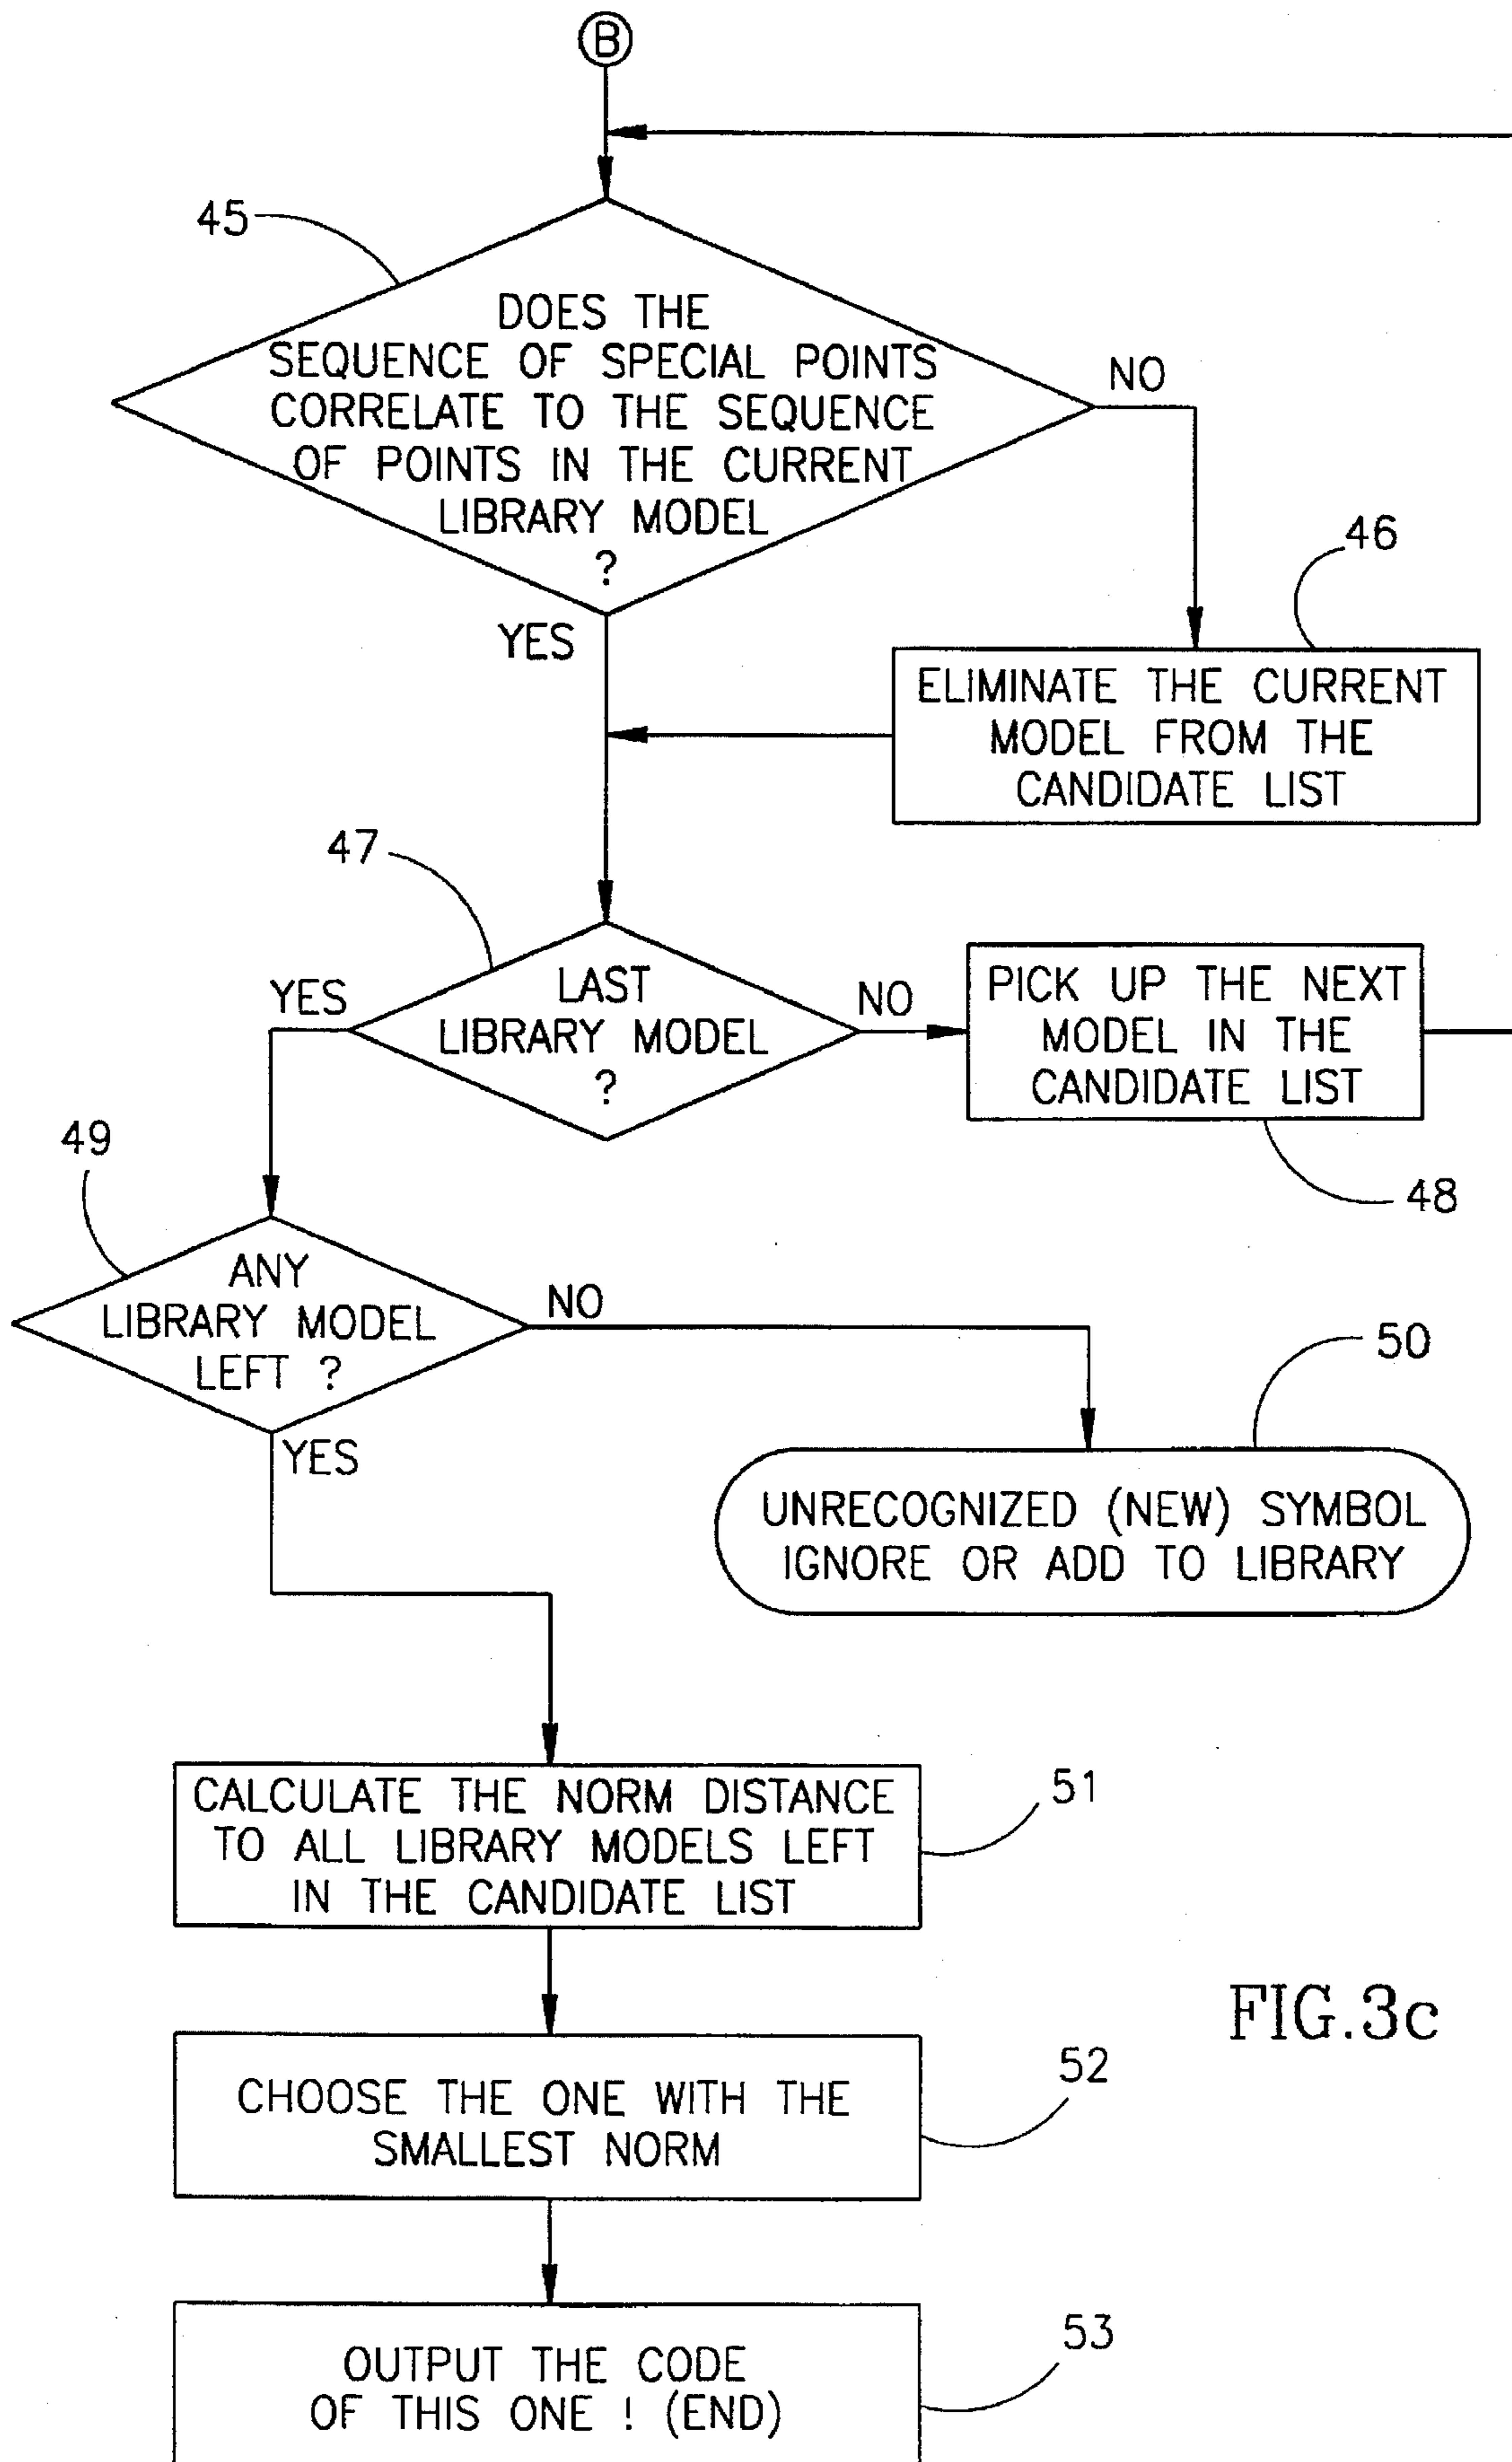 B
45
DOES THE
SEQUENCE OF SPECIAL POINTS
CORRELATE TO THE SEQUENCE
OF POINTS IN THE CURRENT
LIBRARY MODEL
?
NO
YES
46
ELIMINATE THE CURRENT
MODEL FROM THE
CANDIDATE LIST
47
YES
LAST
LIBRARY MODEL
?
NO
PICK UP THE NEXT
MODEL IN THE
CANDIDATE LIST
48
49
ANY
LIBRARY MODEL
LEFT ?
NO
YES
50
UNRECOGNIZED (NEW) SYMBOL
IGNORE OR ADD TO LIBRARY
CALCULATE THE NORM DISTANCE
TO ALL LIBRARY MODELS LEFT
IN THE CANDIDATE LIST
51
CHOOSE THE ONE WITH THE
SMALLEST NORM
52
OUTPUT THE CODE
OF THIS ONE ! (END)
53
FIG.3c